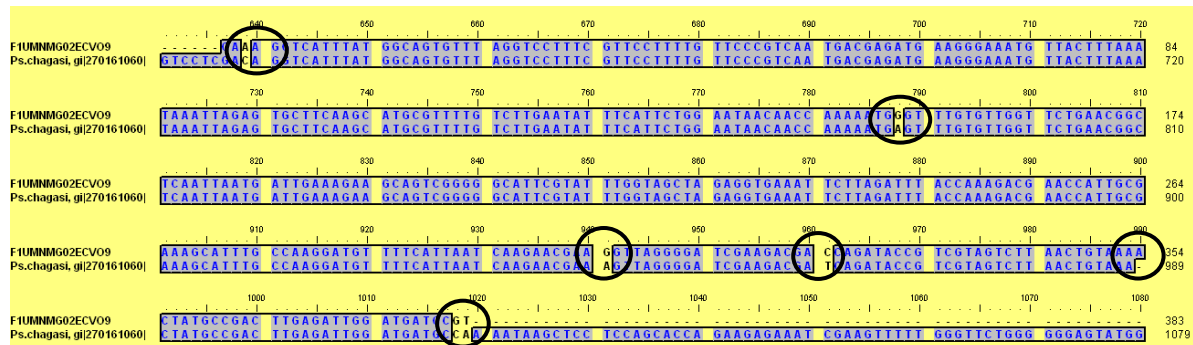 640 650 660 670 680 690 700 710 720
F1UMNMG02ECVO9 ------GAAA GGTCATTTAT GGCAGTGTTT AGGTCCTTTC GTTCCTTTTG TTCCCGTCAA TGACGAGATG AAGGGAAATG TTACTTTAAA 84
Ps.chagasi, gi|270161060| GTCCTCGACA GGTCATTTAT GGCAGTGTTT AGGTCCTTTC GTTCCTTTTG TTCCCGTCAA TGACGAGATG AAGGGAAATG TTACTTTAAA 720
730 740 750 760 770 780 790 800 810
F1UMNMG02ECVO9 TAAATTAGAG TGCTTCAAGC ATGCGTTTTG TCTTGAATAT TTCATTCTGG AATAACAACC AAAAATGGGT TTGTGTTGGT TCTGAACGGC 174
Ps.chagasi, gi|270161060| TAAATTAGAG TGCTTCAAGC ATGCGTTTTG TCTTGAATAT TTCATTCTGG AATAACAACC AAAAATGAGT TTGTGTTGGT TCTGAACGGC 810
820 830 840 850 860 870 880 890 900
F1UMNMG02ECVO9 TCAATTAATG ATTGAAAGAA GCAGTCGGGG GCATTCGTAT TTGGTAGCTA GAGGTGAAAT TCTTAGATTT ACCAAAGACG AACCATTGCG 264
Ps.chagasi, gi|270161060| TCAATTAATG ATTGAAAGAA GCAGTCGGGG GCATTCGTAT TTGGTAGCTA GAGGTGAAAT TCTTAGATTT ACCAAAGACG AACCATTGCG 900
910 920 930 940 950 960 970 980 990
F1UMNMG02ECVO9 AAAGCATTTG CCAAGGATGT TTTCATTAAT CAAGAACGAA GGTTAGGGGA TCGAAGACGA CCAGATACCG TCGTAGTCTT AACTGTAAAA 354
Ps.chagasi, gi|270161060| AAAGCATTTG CCAAGGATGT TTTCATTAAT CAAGAACGAA AGTTAGGGGA TCGAAGACGA TCAGATACCG TCGTAGTCTT AACTGTAAA- 989
1000 1010 1020 1030 1040 1050 1060 1070 1080
F1UMNMG02ECVO9 CTATGCCGAC TTGAGATTGG ATGATGCGT- ---------- ---------- ---------- ---------- ---------- ---------- 383
Ps.chagasi, gi|270161060| CTATGCCGAC TTGAGATTGG ATGATGCCAA AATAAGCTCC TCCAGCACCA GAAGAGAAAT CGAAGTTTTT GGGTTCTGGG GGGAGTATGG 1079